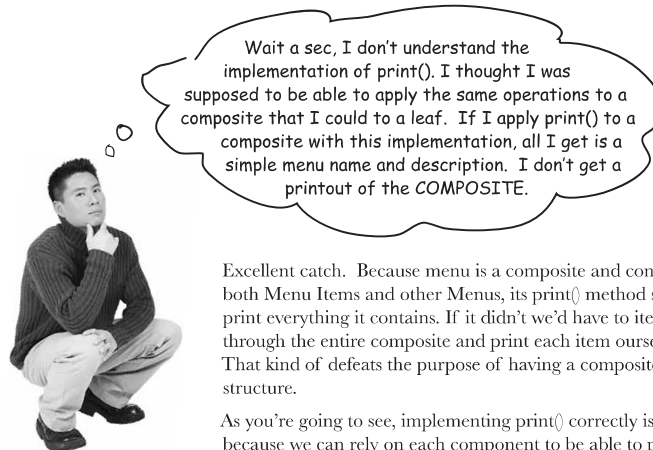 Wait a sec, I don't understand the
implementation of print(). I thought I was
supposed to be able to apply the same operations to a
composite that I could to a leaf. If I apply print() to a
composite with this implementation, all I get is a
simple menu name and description. I don't get a
printout of the COMPOSITE.
Excellent catch. Because menu is a composite and con
both Menu Items and other Menus, its print() method s
print everything it contains. If it didn't we'd have to ite
through the entire composite and print each item ourse
That kind of defeats the purpose of having a composit
structure.
As you're going to see, implementing print() correctly is
because we can rely on each component to be able to p